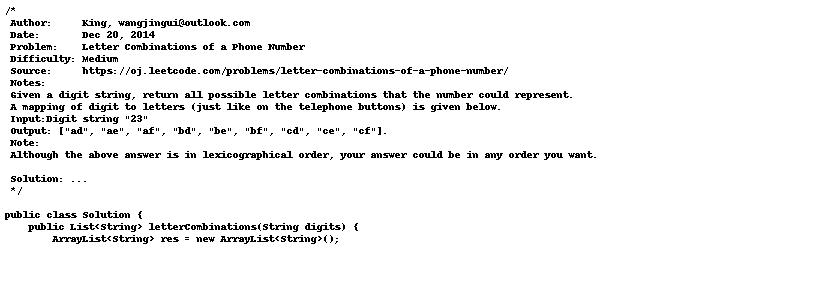 /*
 Author:     King, wangjingui@outlook.com
 Date:       Dec 20, 2014
 Problem:    Letter Combinations of a Phone Number
 Difficulty: Medium
 Source:     https://oj.leetcode.com/problems/letter-combinations-of-a-phone-number/
 Notes:
 Given a digit string, return all possible letter combinations that the number could represent.
 A mapping of digit to letters (just like on the telephone buttons) is given below.
 Input:Digit string "23"
 Output: ["ad", "ae", "af", "bd", "be", "bf", "cd", "ce", "cf"].
 Note:
 Although the above answer is in lexicographical order, your answer could be in any order you want.

 Solution: ...
 */

public class Solution {
    public List<String> letterCombinations(String digits) {
        ArrayList<String> res = new ArrayList<String>();